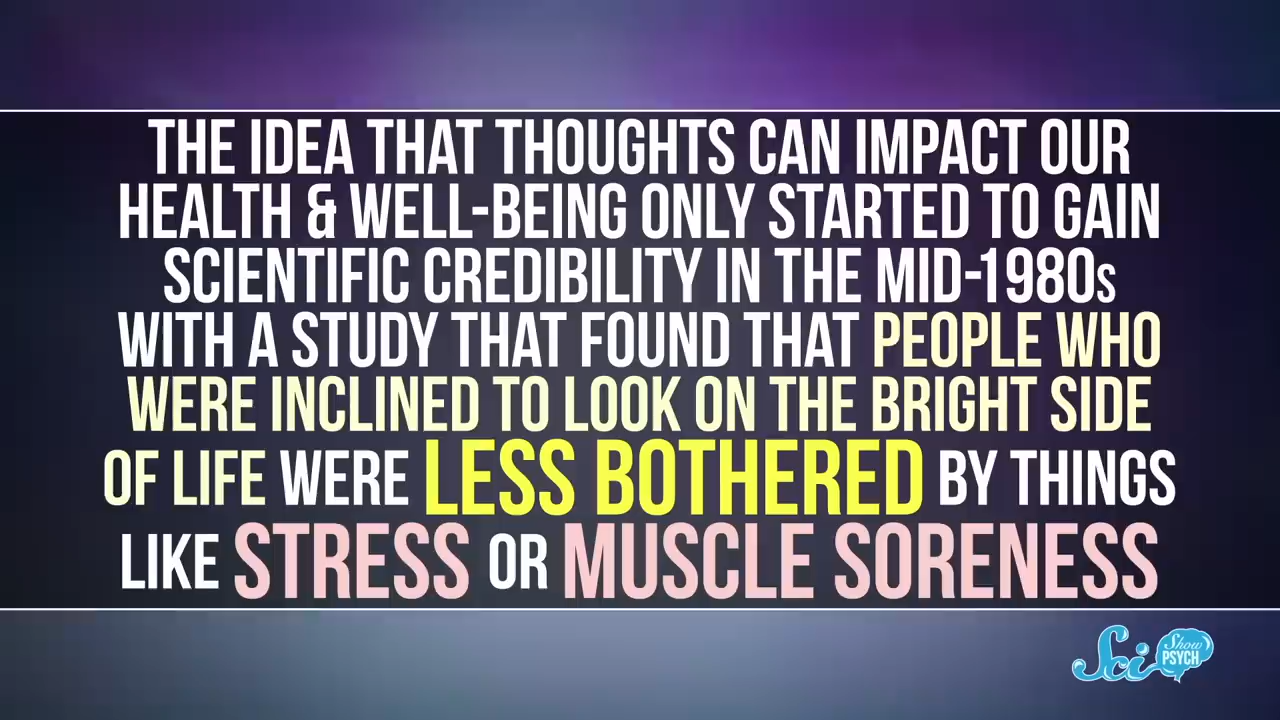 THE IDEA THAT THOUGHTS CAN IMPACT OUR
HEALTH & WELL-BEING ONLY STARTED TO GAIN
SCIENTIFIC CREDIBILITY IN THE MID-1980s
WITH A STUDY THAT FOUND THAT PEOPLE WHO
WERE INCLINED TO LOOK ON THE BRIGHT SIDE
OF LIFE WERE LESS BOTHERED BY THINGS
LIKE STRESS OR MUSCLE SORENESS
Sci Show PSYCH